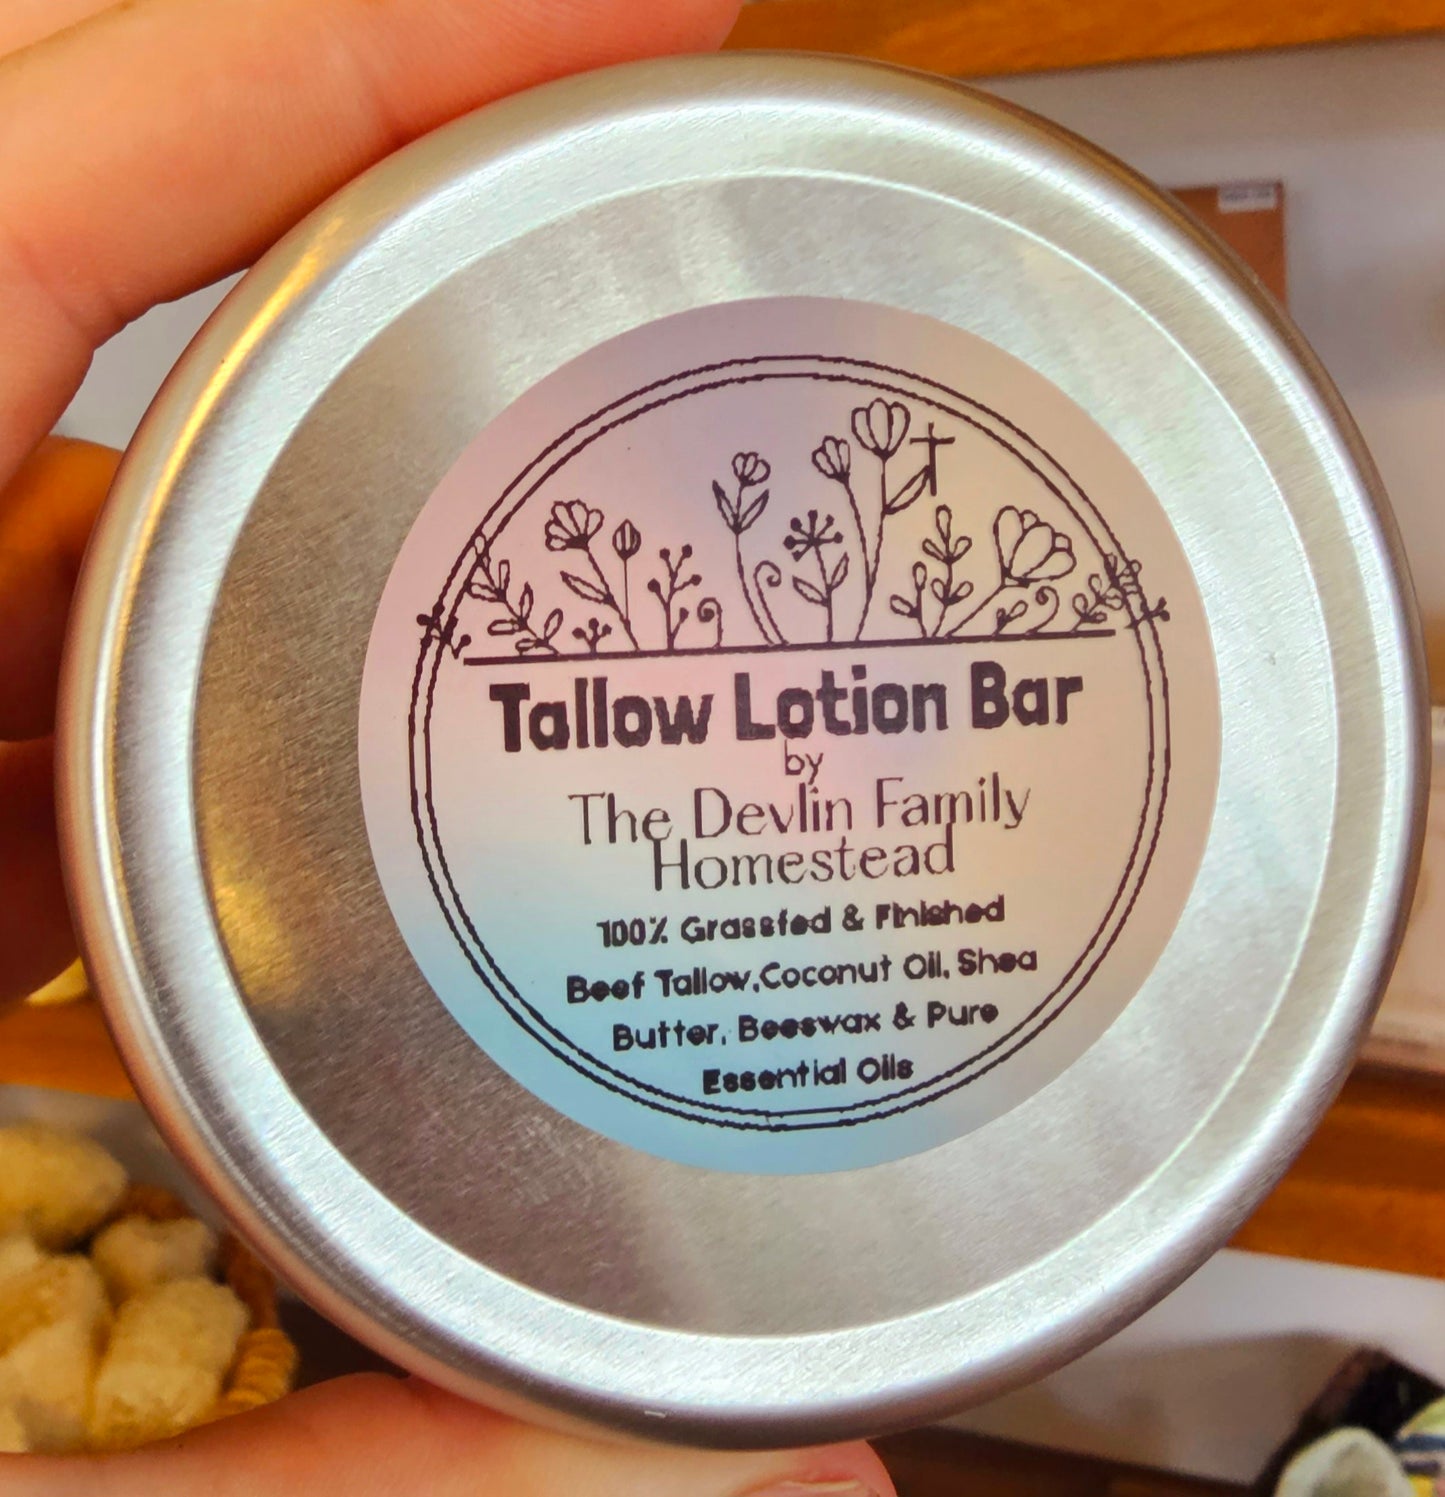 Tallow Lotion Bar
by
The Devlin Family
Homestead
100% Grassfed & Finished
Beef Tallow,Coconut Oil, Shea
Butter, Beeswax & Pure
Essential Oils